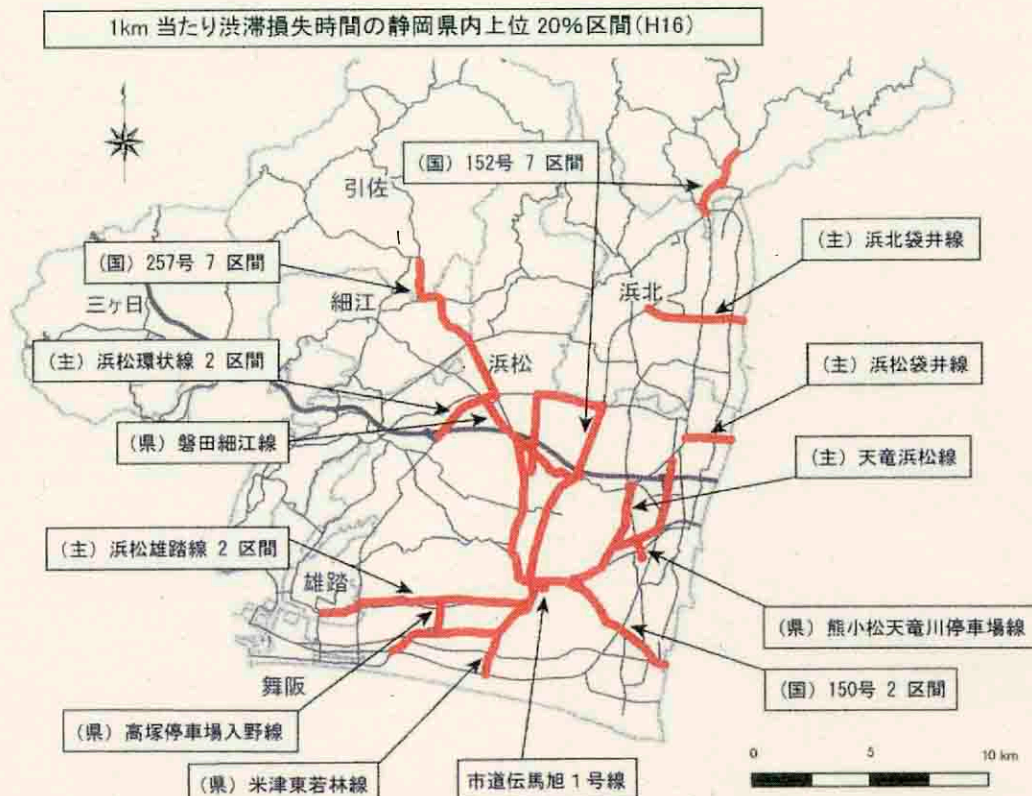 1km 当たり渋滞損失時間の静岡県内上位 20%区間(H16)
(国) 152号 7 区間
引佐
(主) 浜北袋井線
(国) 257号 7 区間
浜北
細江
三ヶ日
(主) 浜松環状線 2 区間
浜松
(主) 浜松袋井線
(県) 磐田細江線
(主) 天竜浜松線
(主) 浜松雄踏線 2 区間
雄踏
(県) 熊小松天竜川停車場線
舞阪
(国) 150号 2 区間
(県) 高塚停車場入野線
(県) 米津東若林線
市道伝馬旭 1 号線
0 5 10 km